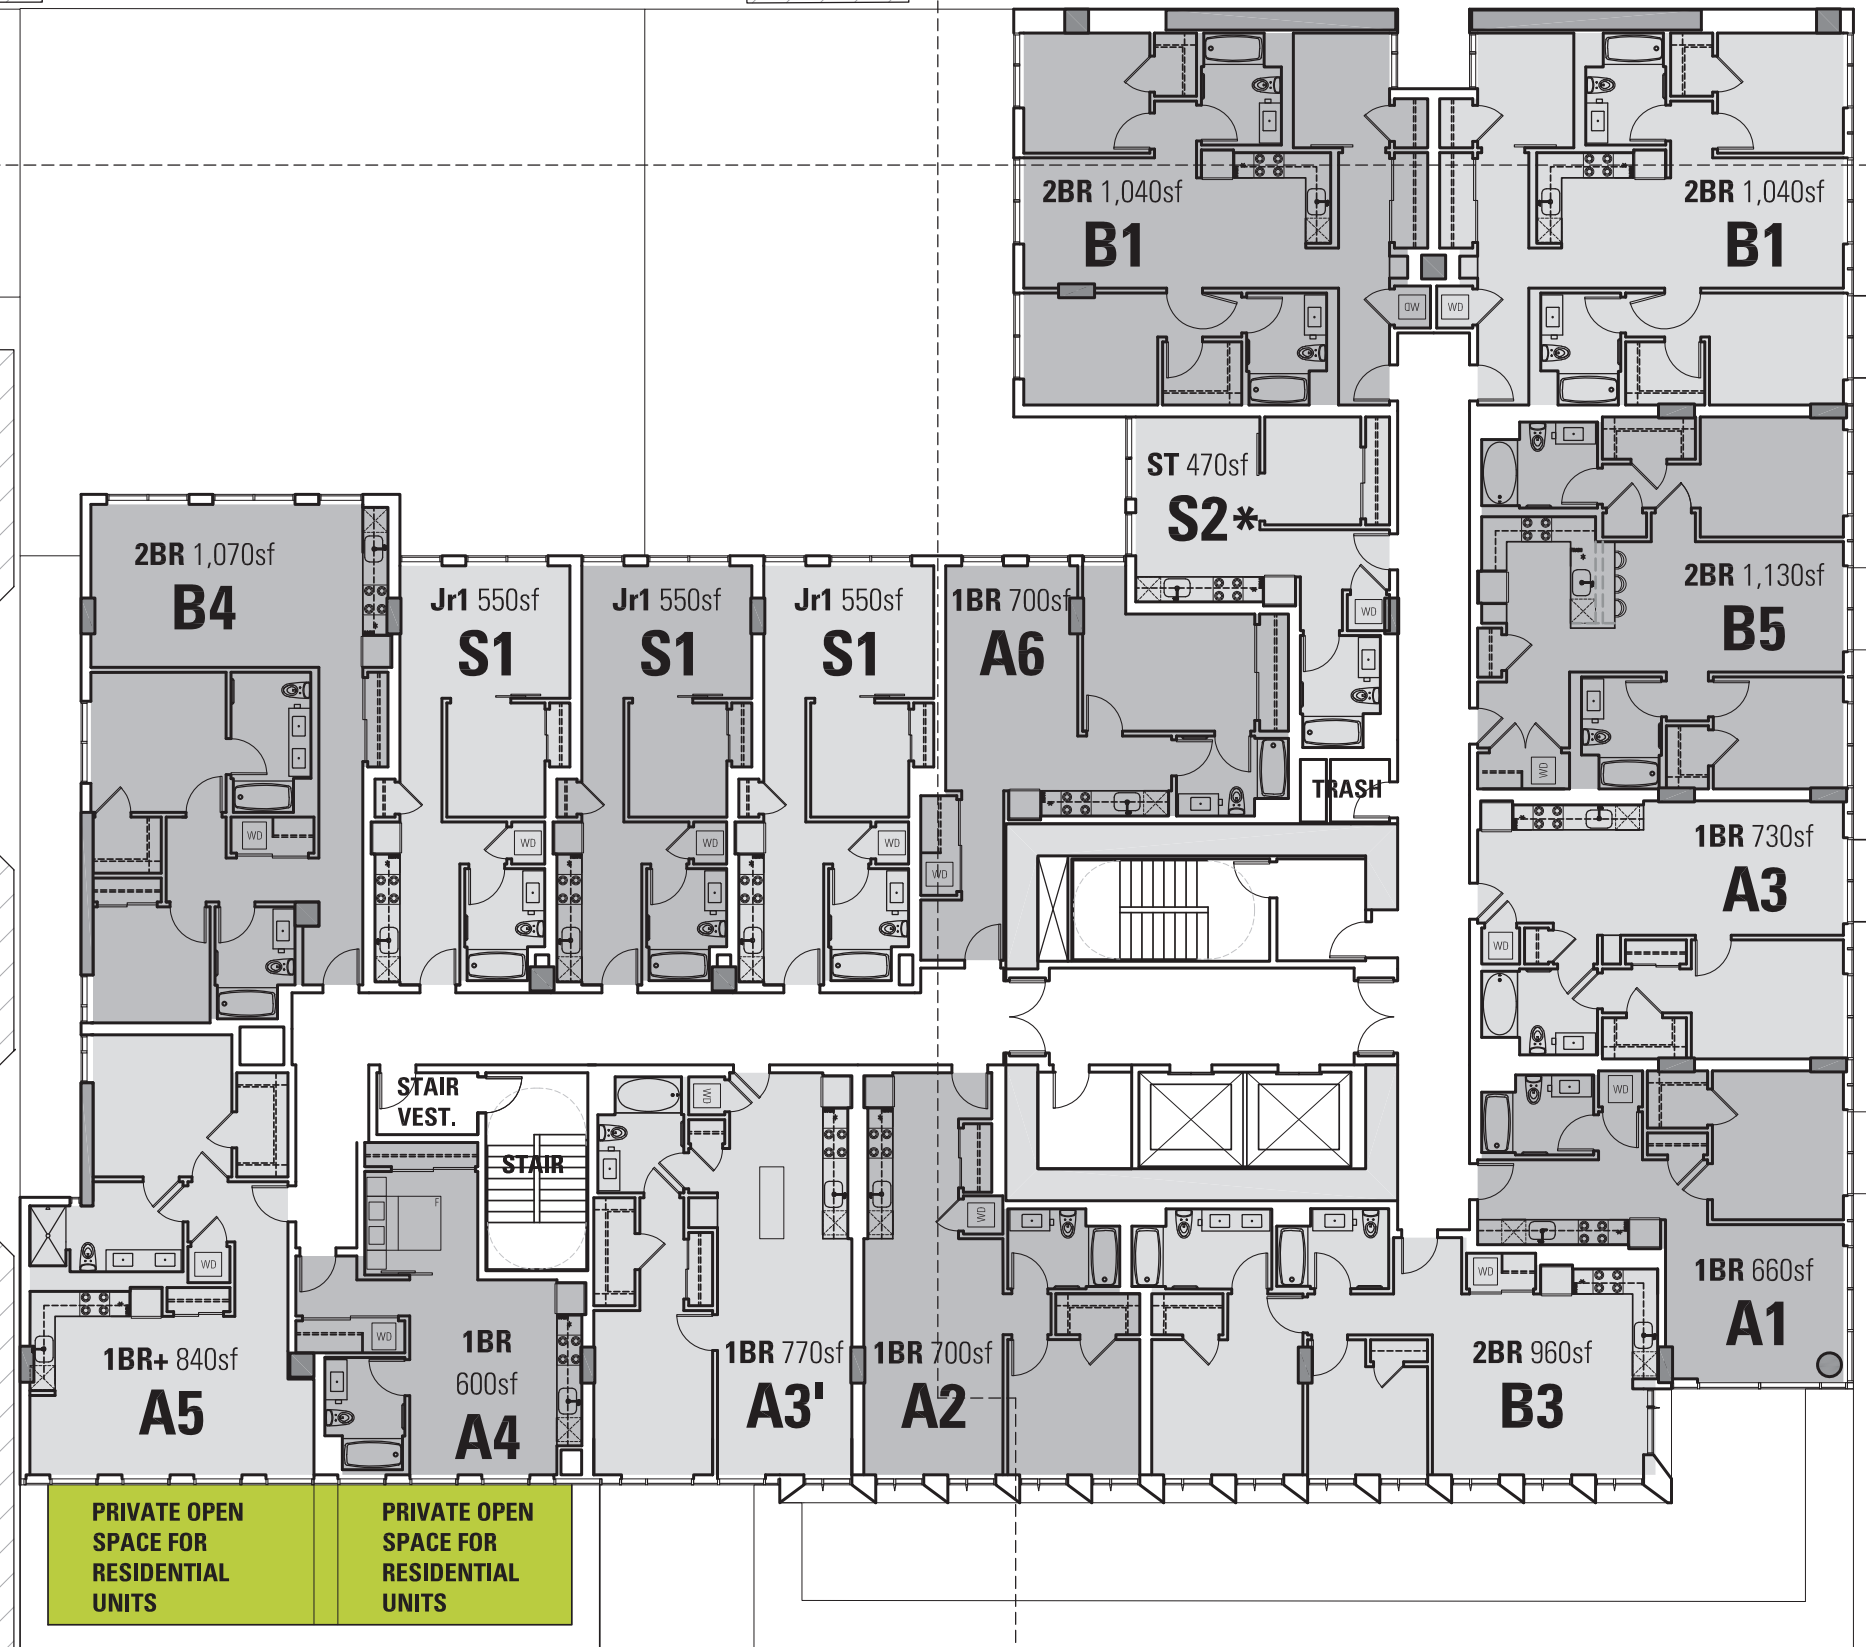 2BR 1,040sf
B1
2BR 1,040sf
B1
WD
WD
ST 470sf
S2*
WD
2BR 1,130sf
B5
WD
2BR 1,070sf
B4
WD
Jr1 550sf
S1
WD
Jr1 550sf
S1
WD
Jr1 550sf
S1
WD
1BR 700sf
A6
WD
TRASH
1BR 730sf
A3
WD
STAIR
VEST.
STAIR
WD
WD
1BR 660sf
A1
1BR+ 840sf
A5
WD
F
WD
1BR
600sf
A4
1BR 770sf
A3'
1BR 700sf
A2
WD
WD
2BR 960sf
B3
PRIVATE OPEN
SPACE FOR
RESIDENTIAL
UNITS
PRIVATE OPEN
SPACE FOR
RESIDENTIAL
UNITS